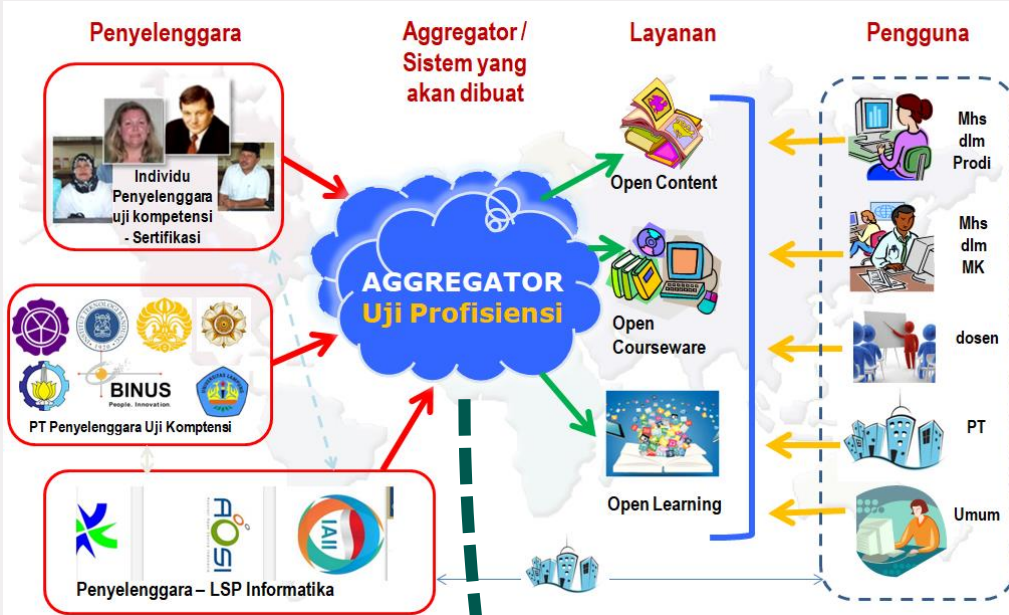 Penyelenggara
Aggregator /
Sistem yang
akan dibuat
Layanan
Pengguna
Individu
Penyelenggara
uji kompetensi
- Sertifikasi
BINUS
People. Innovation.
PT Penyelenggara Uji Komptensi
AOSI
IAII
Penyelenggara – LSP Informatika
AGGREGATOR
Uji Profisiensi
Open Content
Open
Courseware
Open Learning
Mhs
dlm
Prodi
Mhs
dlm
MK
dosen
PT
Umum